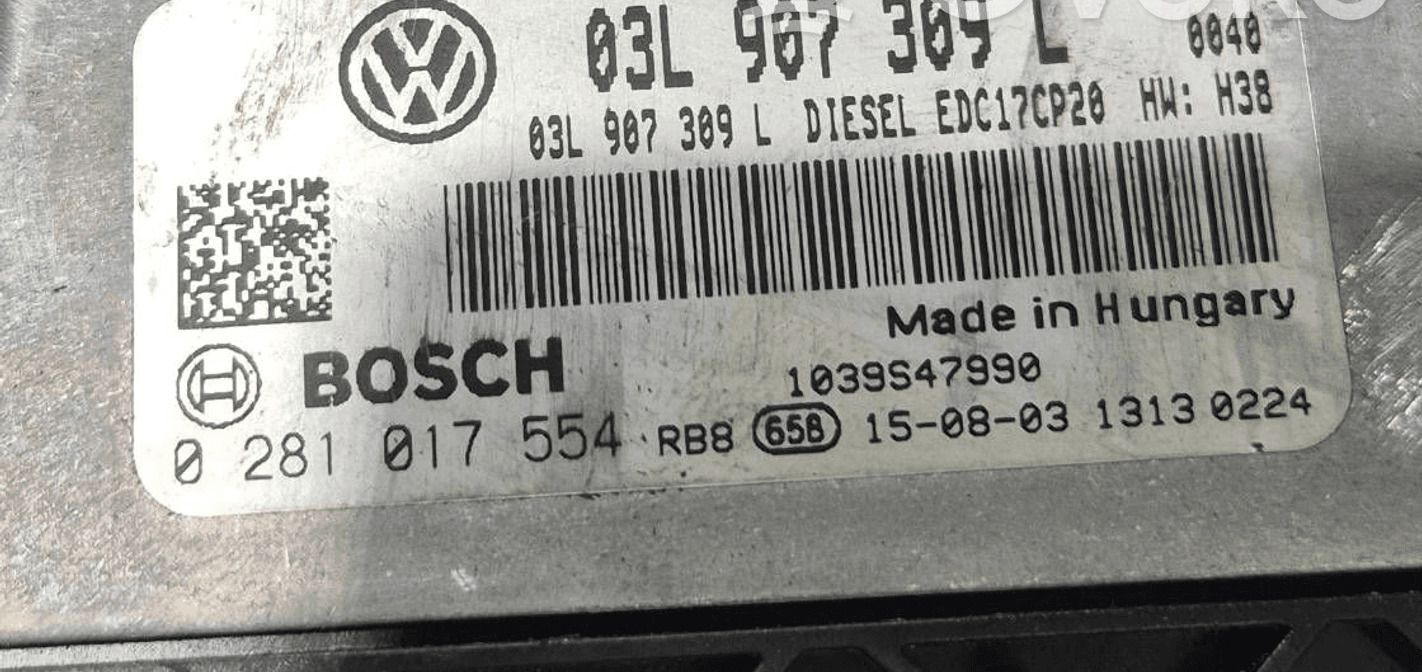 03L 907 309 L 0040
03L 907 309 L DIESEL EDC17CP20 HW: H38
Made in Hungary
BOSCH 1039S47990
0 281 017 554 RB8 658 15-08-03 1313 0224